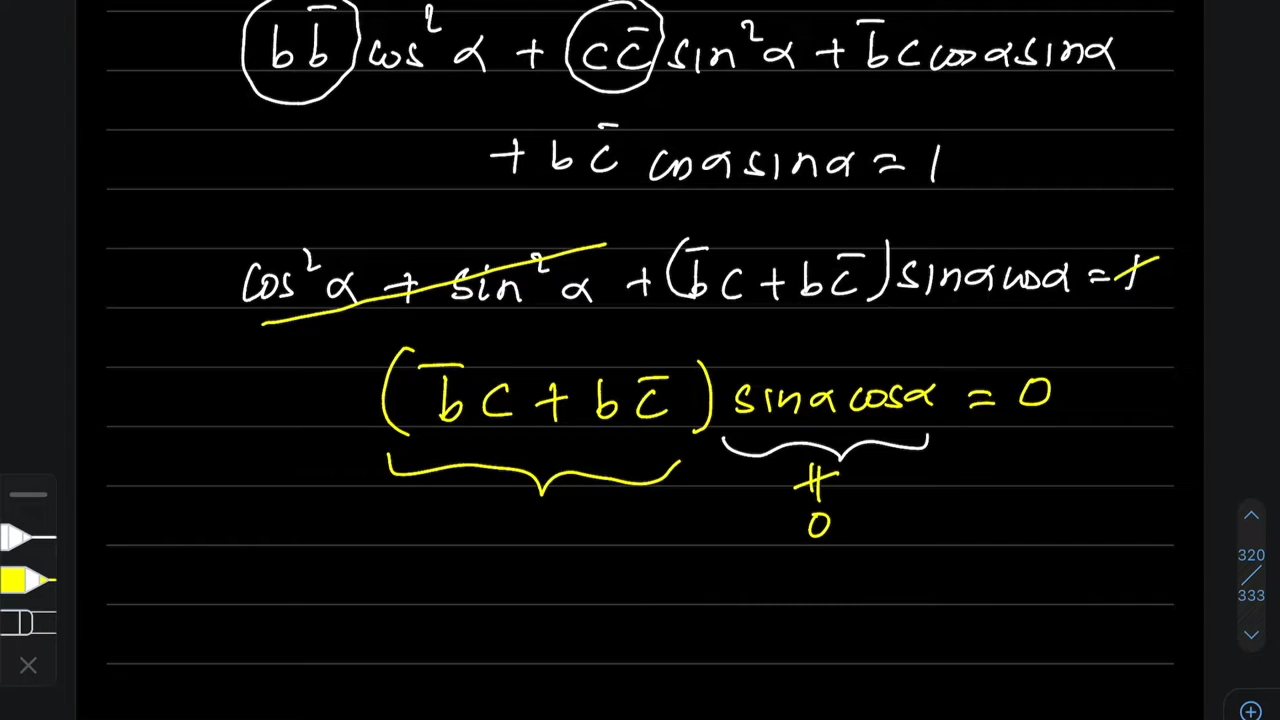 b b̄ cos²α + c c̄ sin²α + b̄ c cosα sinα
+ b c̄ cosα sinα = 1
cos²α + sin²α + (b̄ c + b c̄) sinα cosα = 1
(b̄ c + b c̄) sinα cosα = 0
≠
0
320
333